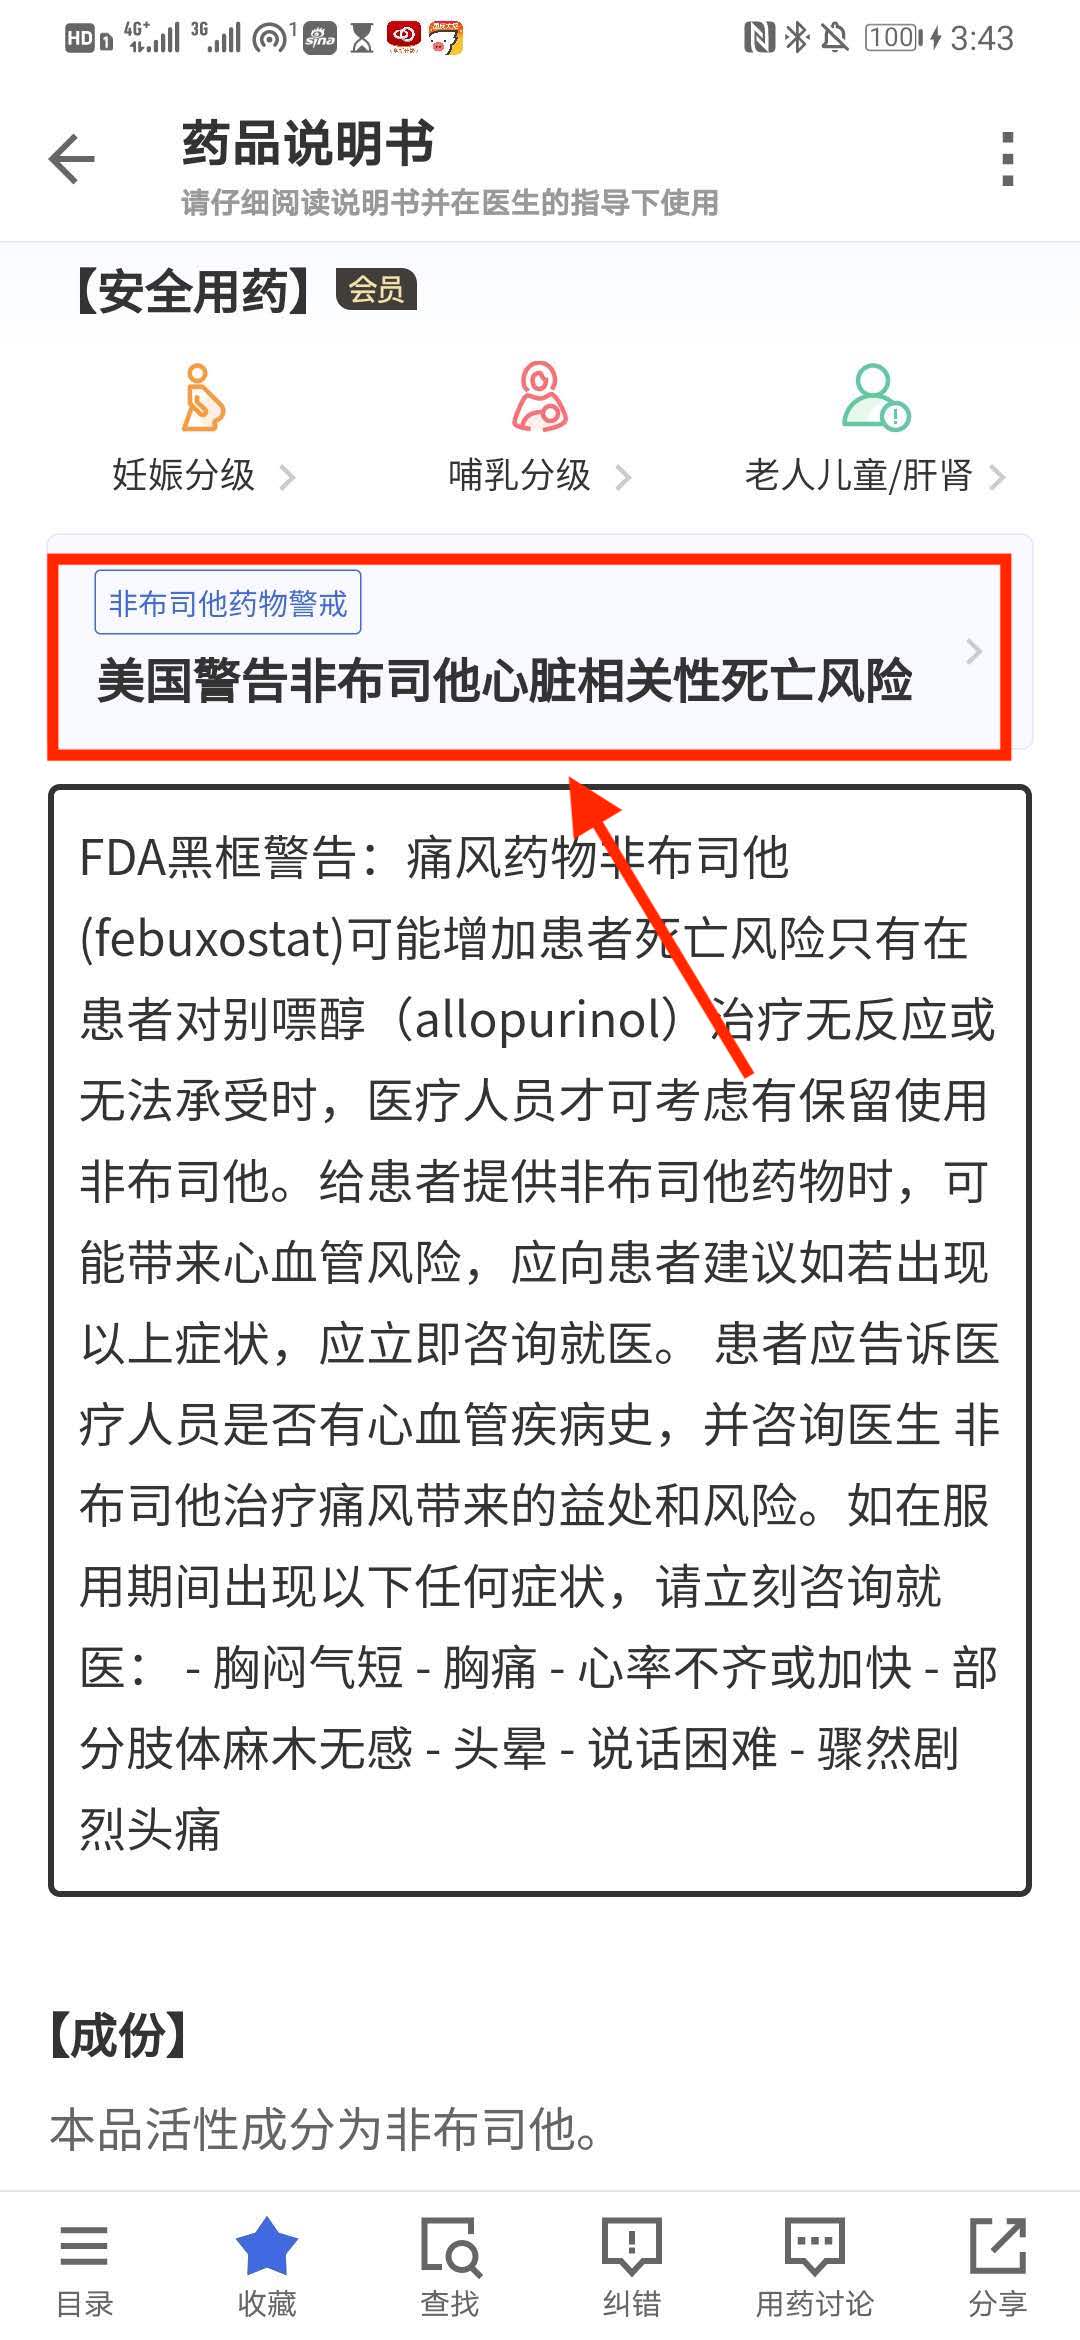 HD 1 4G+ 3G 1 sina 100 3:43
药品说明书
请仔细阅读说明书并在医生的指导下使用
【安全用药】 会员
妊娠分级 哺乳分级 老人儿童/肝肾
非布司他药物警戒
美国警告非布司他心脏相关性死亡风险
FDA黑框警告：痛风药物非布司他
(febuxostat)可能增加患者死亡风险只有在
患者对别嘌醇（allopurinol）治疗无反应或
无法承受时，医疗人员才可考虑有保留使用
非布司他。给患者提供非布司他药物时，可
能带来心血管风险，应向患者建议如若出现
以上症状，应立即咨询就医。 患者应告诉医
疗人员是否有心血管疾病史，并咨询医生 非
布司他治疗痛风带来的益处和风险。如在服
用期间出现以下任何症状，请立刻咨询就
医： - 胸闷气短 - 胸痛 - 心率不齐或加快 - 部
分肢体麻木无感 - 头晕 - 说话困难 - 骤然剧
烈头痛
【成份】
本品活性成分为非布司他。
目录 收藏 查找 纠错 用药讨论 分享